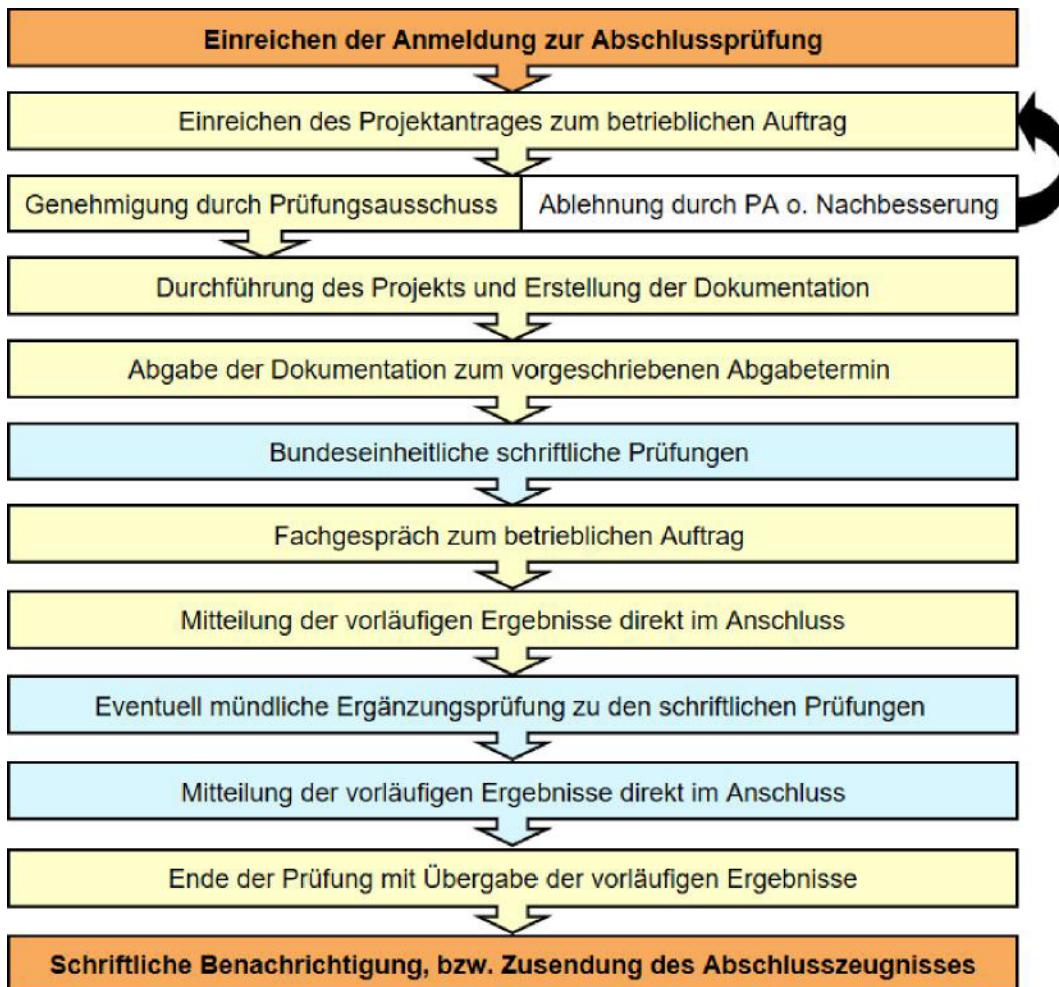 Einreichen der Anmeldung zur Abschlussprüfung
Einreichen des Projektantrages zum betrieblichen Auftrag
Genehmigung durch Prüfungsausschuss
Ablehnung durch PA o. Nachbesserung
Durchführung des Projekts und Erstellung der Dokumentation
Abgabe der Dokumentation zum vorgeschriebenen Abgabetermin
Bundeseinheitliche schriftliche Prüfungen
Fachgespräch zum betrieblichen Auftrag
Mitteilung der vorläufigen Ergebnisse direkt im Anschluss
Eventuell mündliche Ergänzungsprüfung zu den schriftlichen Prüfungen
Mitteilung der vorläufigen Ergebnisse direkt im Anschluss
Ende der Prüfung mit Übergabe der vorläufigen Ergebnisse
Schriftliche Benachrichtigung, bzw. Zusendung des Abschlusszeugnisses